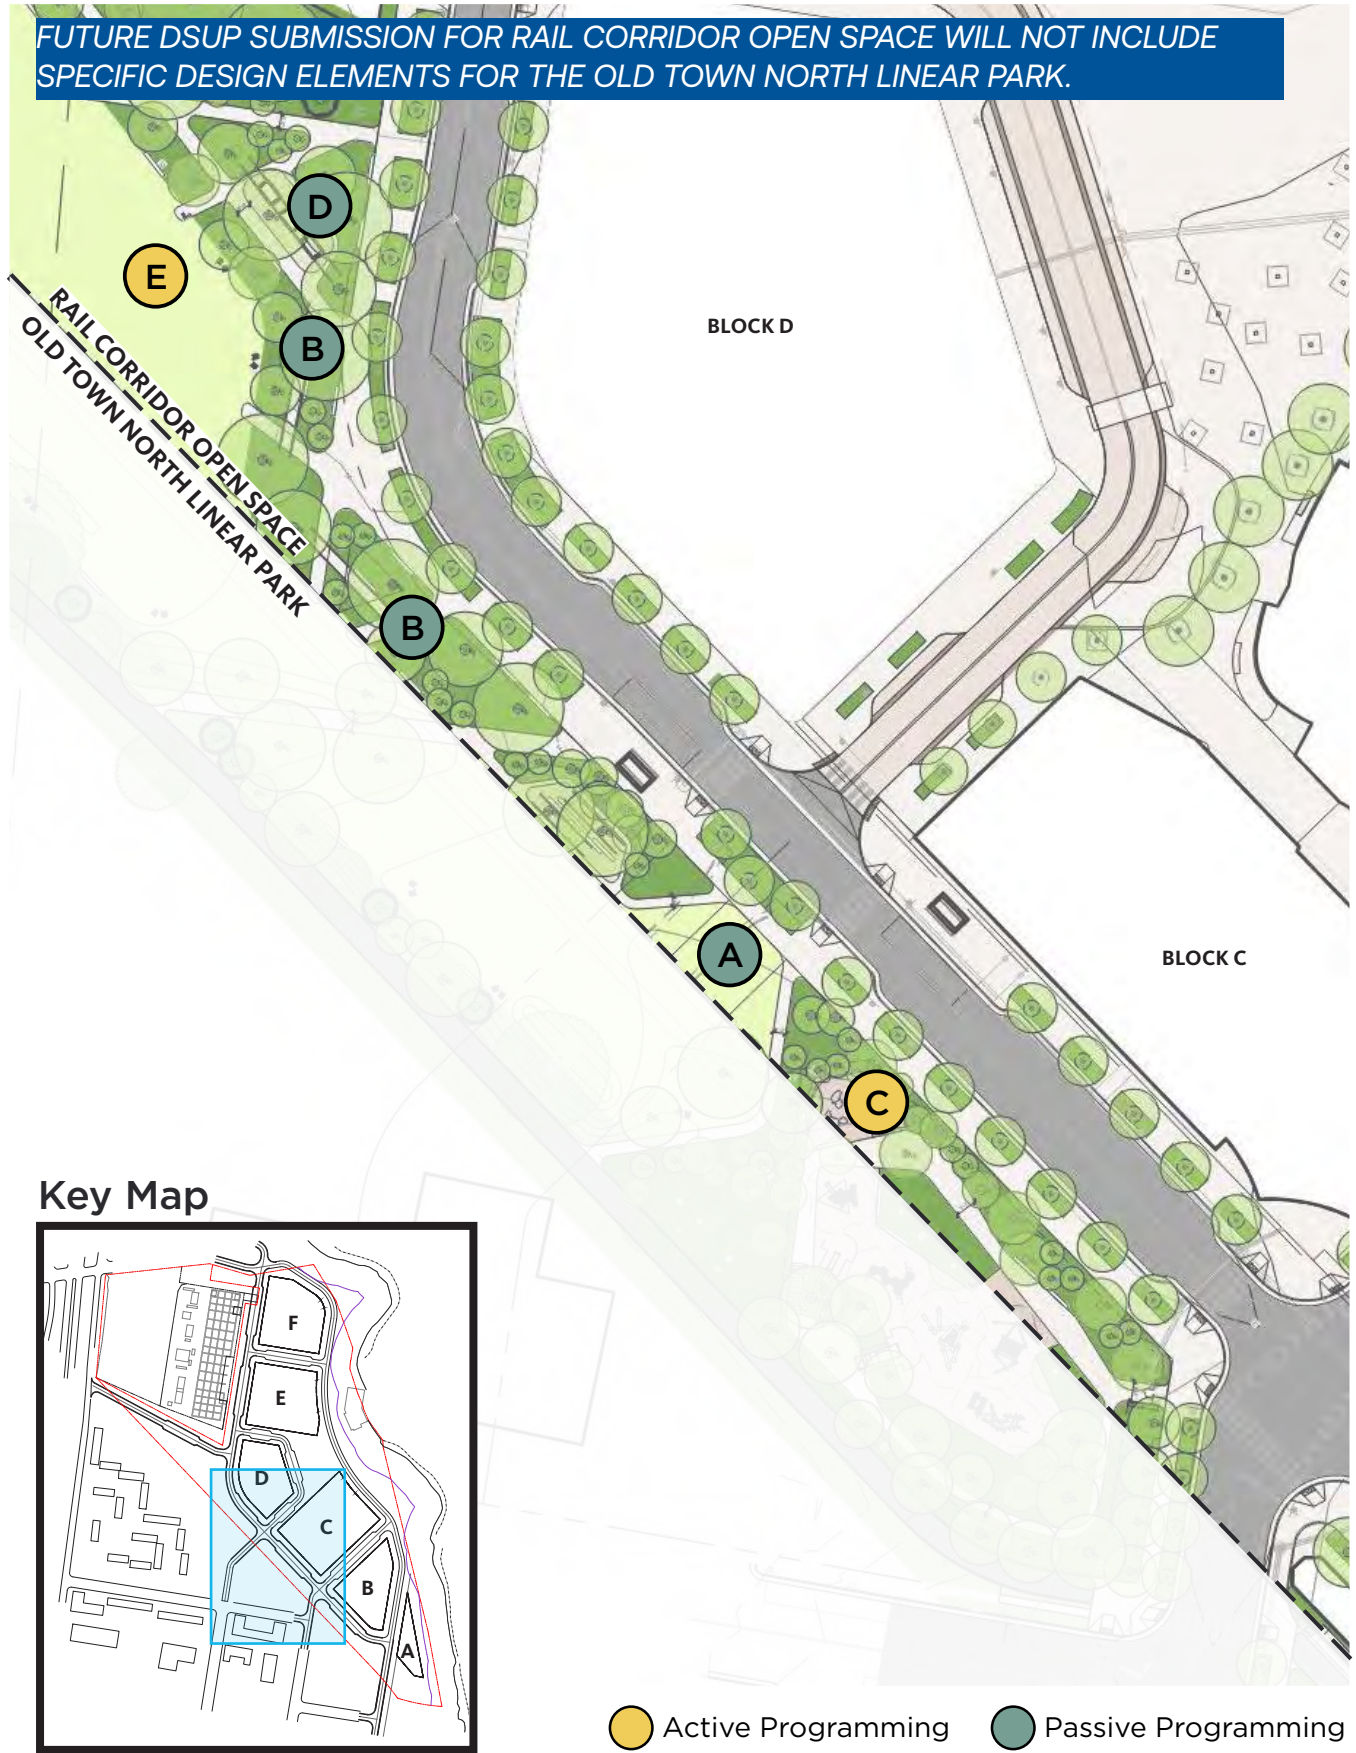 FUTURE DSUP SUBMISSION FOR RAIL CORRIDOR OPEN SPACE WILL NOT INCLUDE
SPECIFIC DESIGN ELEMENTS FOR THE OLD TOWN NORTH LINEAR PARK.
D
E
B
RAIL CORRIDOR OPEN SPACE
OLD TOWN NORTH LINEAR PARK
BLOCK D
B
A
BLOCK C
C
Key Map
F
E
D
C
B
A
Active Programming
Passive Programming